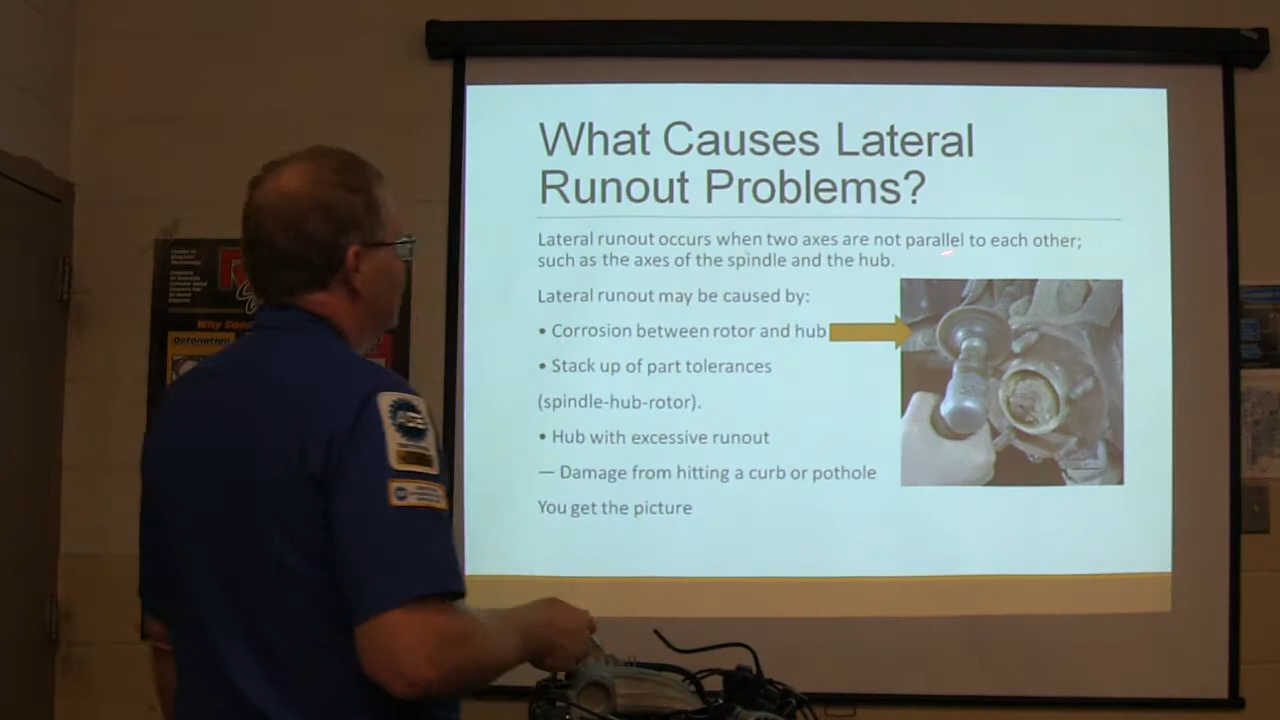 What Causes Lateral
Runout Problems?
Lateral runout occurs when two axes are not parallel to each other;
such as the axes of the spindle and the hub.
Lateral runout may be caused by:
• Corrosion between rotor and hub
• Stack up of part tolerances
(spindle-hub-rotor).
• Hub with excessive runout
— Damage from hitting a curb or pothole
You get the picture
Why
Detonation